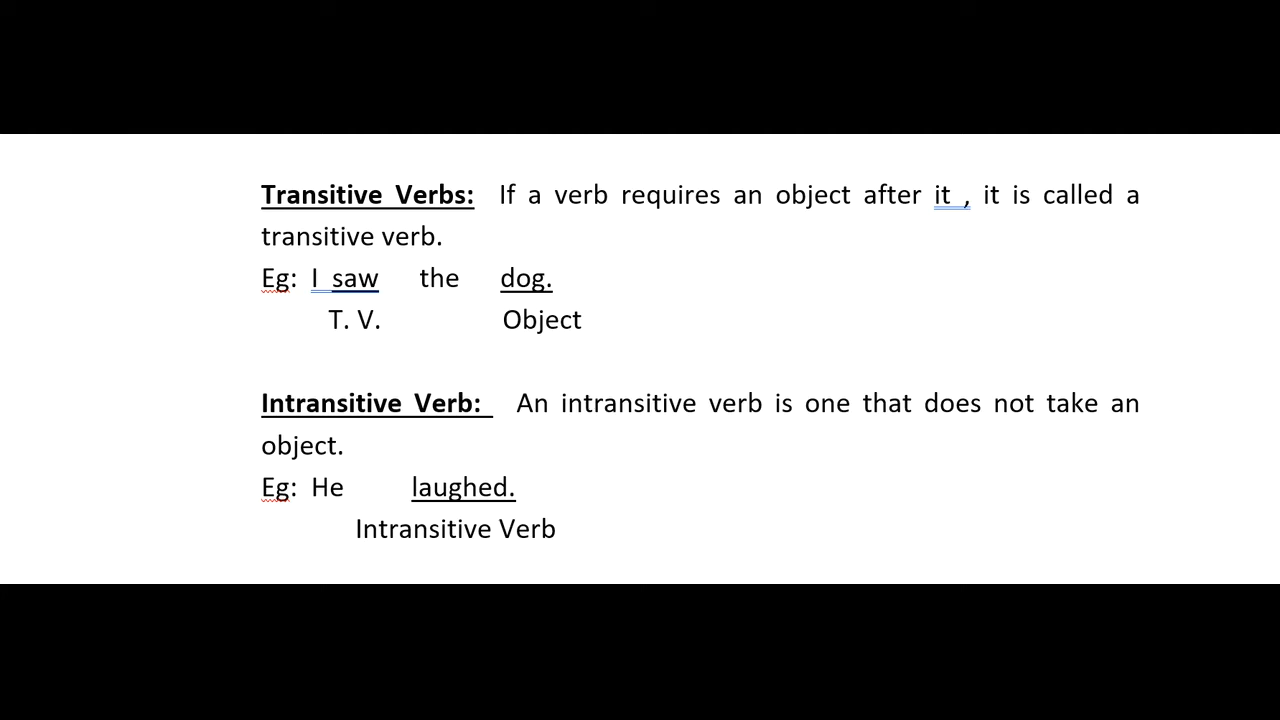 Transitive Verbs: If a verb requires an object after it , it is called a
transitive verb.
Eg: I saw the dog.
T. V. Object
Intransitive Verb: An intransitive verb is one that does not take an
object.
Eg: He laughed.
Intransitive Verb